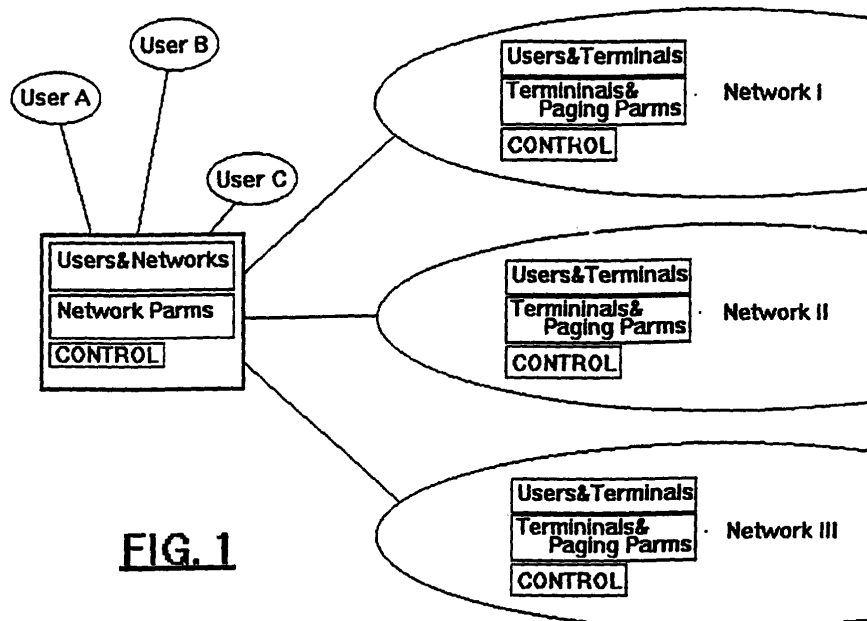 User A
User B
User C
Users&Networks
Network Parms
CONTROL
Users&Terminals
Termininals&
Paging Parms
CONTROL
Network I
Users&Terminals
Termininals&
Paging Parms
CONTROL
Network II
Users&Terminals
Termininals&
Paging Parms
CONTROL
Network III
FIG. 1